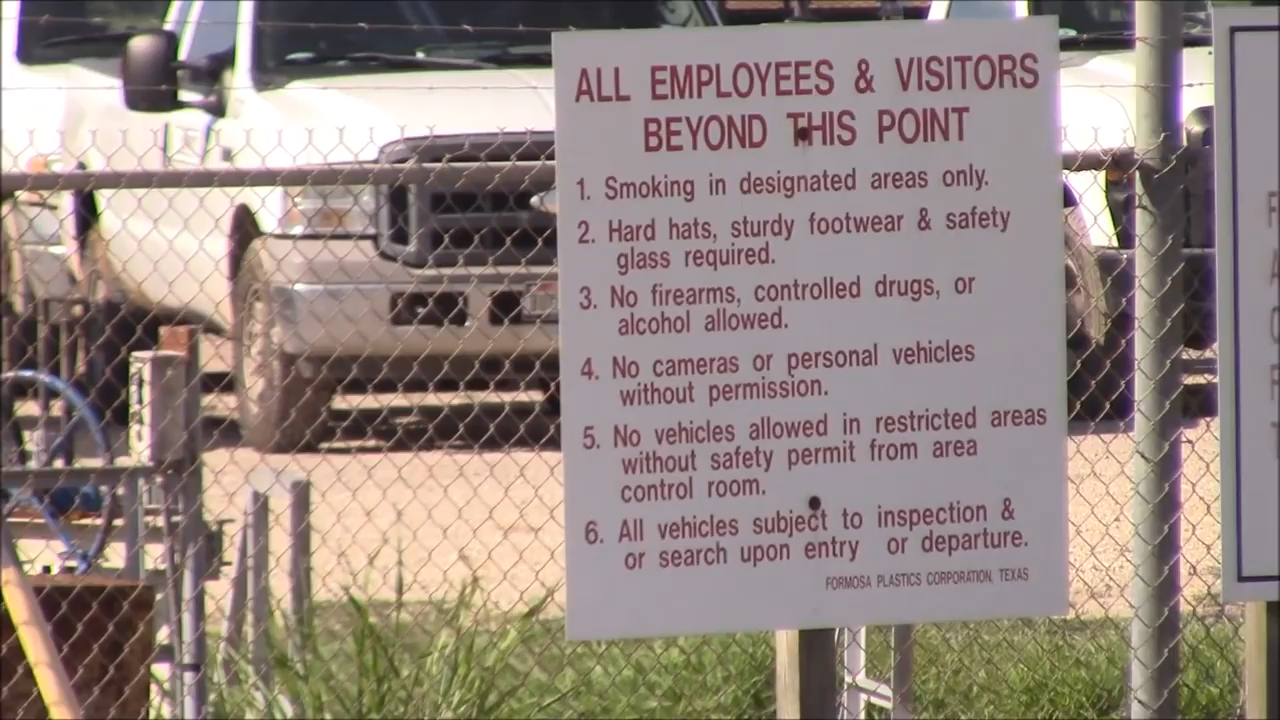 ALL EMPLOYEES & VISITORS
BEYOND THIS POINT
1. Smoking in designated areas only.
2. Hard hats, sturdy footwear & safety
glass required.
3. No firearms, controlled drugs, or
alcohol allowed.
4. No cameras or personal vehicles
without permission.
5. No vehicles allowed in restricted areas
without safety permit from area
control room.
6. All vehicles subject to inspection &
or search upon entry or departure.
FORMOSA PLASTICS CORPORATION, TEXAS